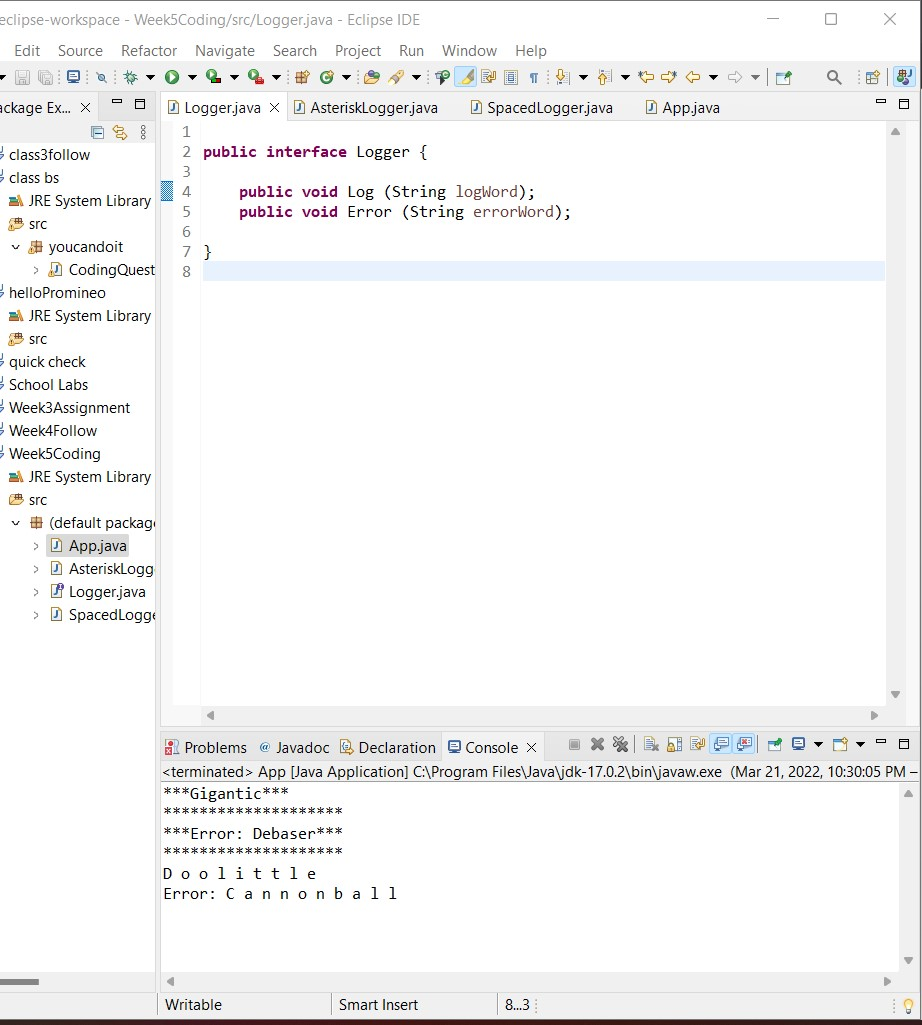 eclipse-workspace - Week5Coding/src/Logger.java - Eclipse IDE
Edit Source Refactor Navigate Search Project Run Window Help
ackage Ex...
Logger.java AsteriskLogger.java SpacedLogger.java App.java
class3follow
class bs
JRE System Library
src
youcandoit
CodingQuest
helloPromineo
JRE System Library
src
quick check
School Labs
Week3Assignment
Week4Follow
Week5Coding
JRE System Library
src
(default package
App.java
AsteriskLogg
Logger.java
SpacedLogge
1
2 public interface Logger {
3
4 public void Log (String logWord);
5 public void Error (String errorWord);
6
7 }
8
Problems @ Javadoc Declaration Console
<terminated> App [Java Application] C:\Program Files\Java\jdk-17.0.2\bin\javaw.exe (Mar 21, 2022, 10:30:05 PM –
***Gigantic***
********************
***Error: Debaser***
********************
D o o l i t t l e
Error: C a n n o n b a l l
Writable Smart Insert 8...3